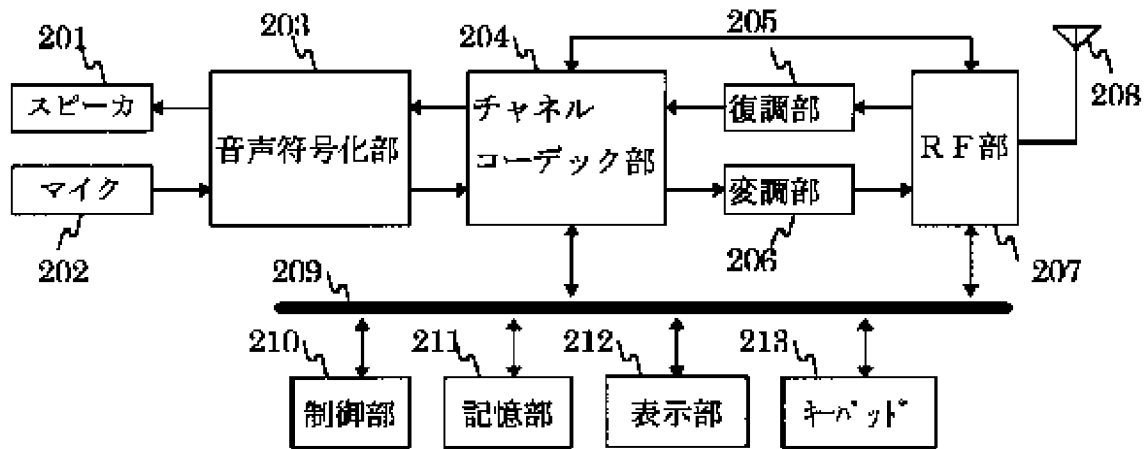 201
203
204
205
208
スピーカ
音声符号化部
チャネル
コーデック部
復調部
RF部
マイク
変調部
202
206
207
209
210
211
212
213
制御部
記憶部
表示部
キーパッド